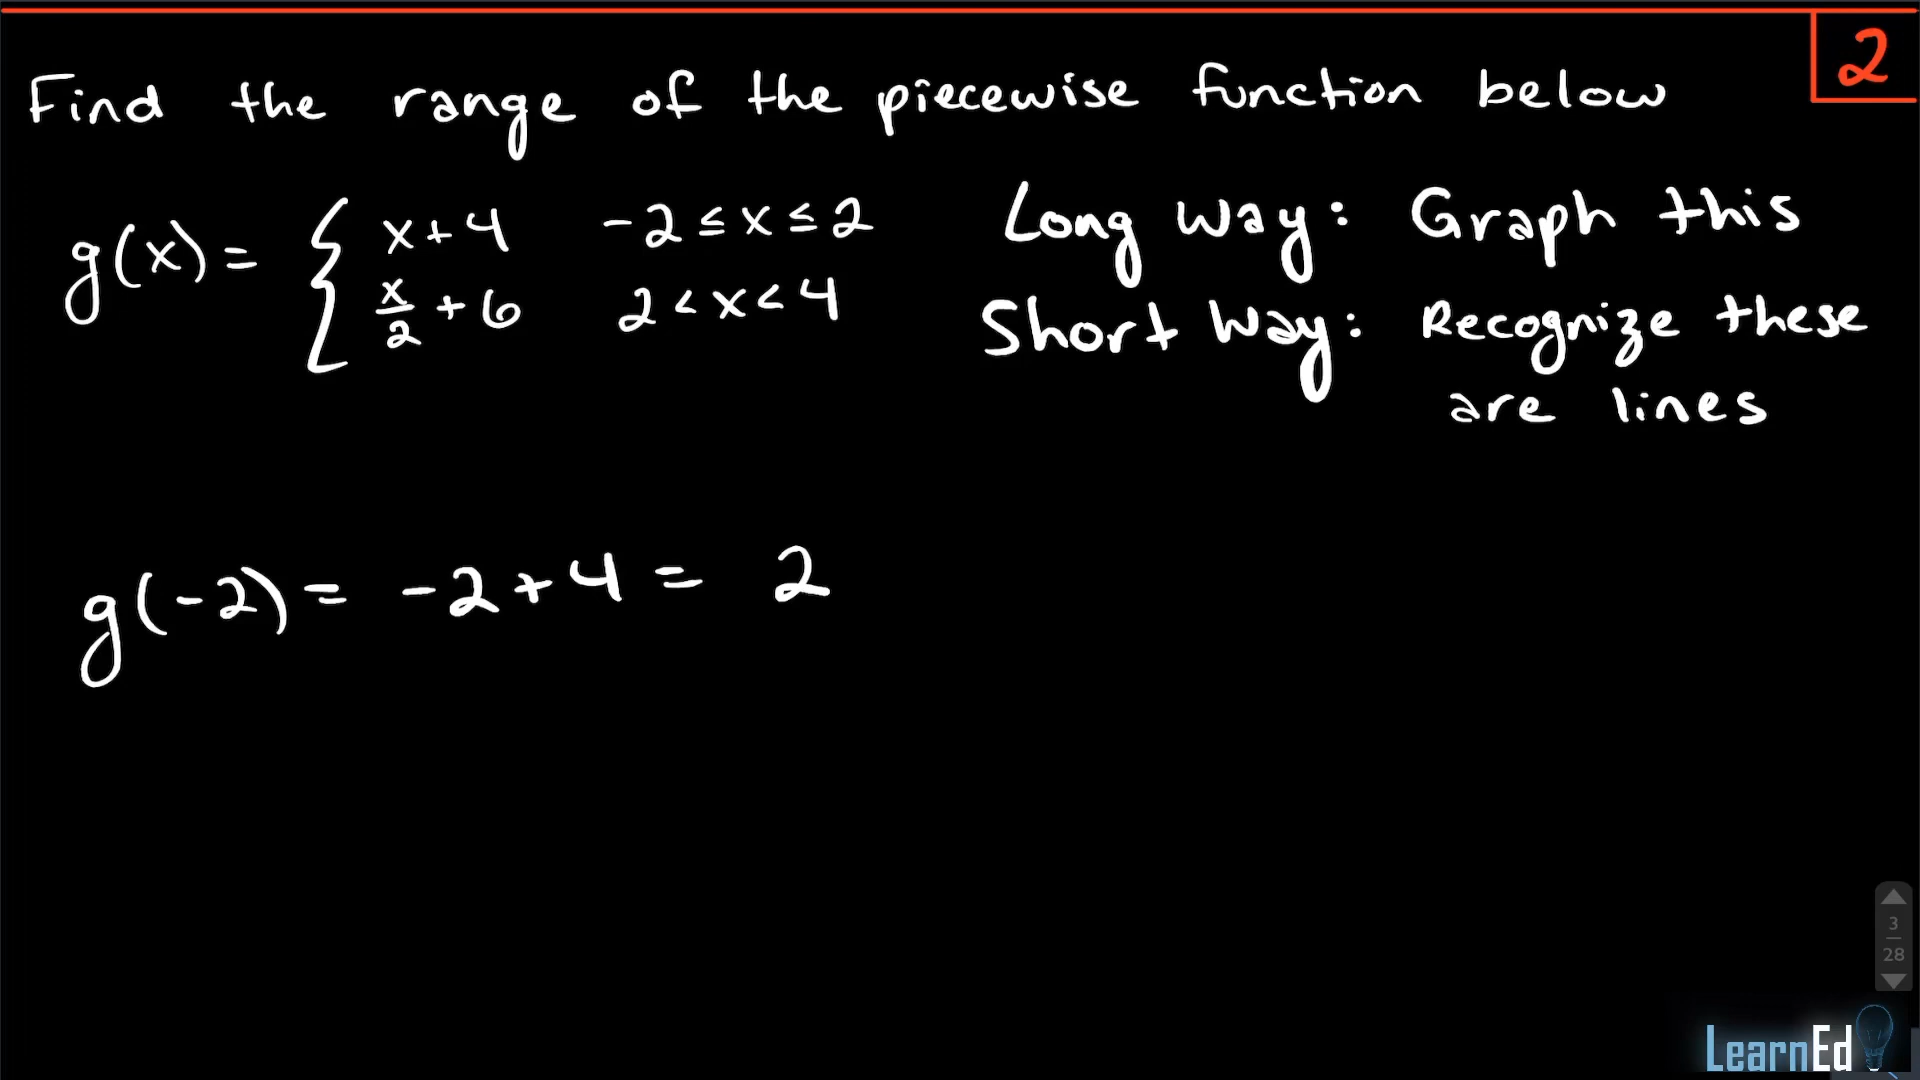 2
Find the range of the piecewise function below
g(x) = { x + 4   -2 ≤ x ≤ 2
x/2 + 6   2 < x < 4
Long way: Graph this
Short Way: Recognize these
are lines
g(-2) = -2 + 4 = 2
3
28
LearnEd